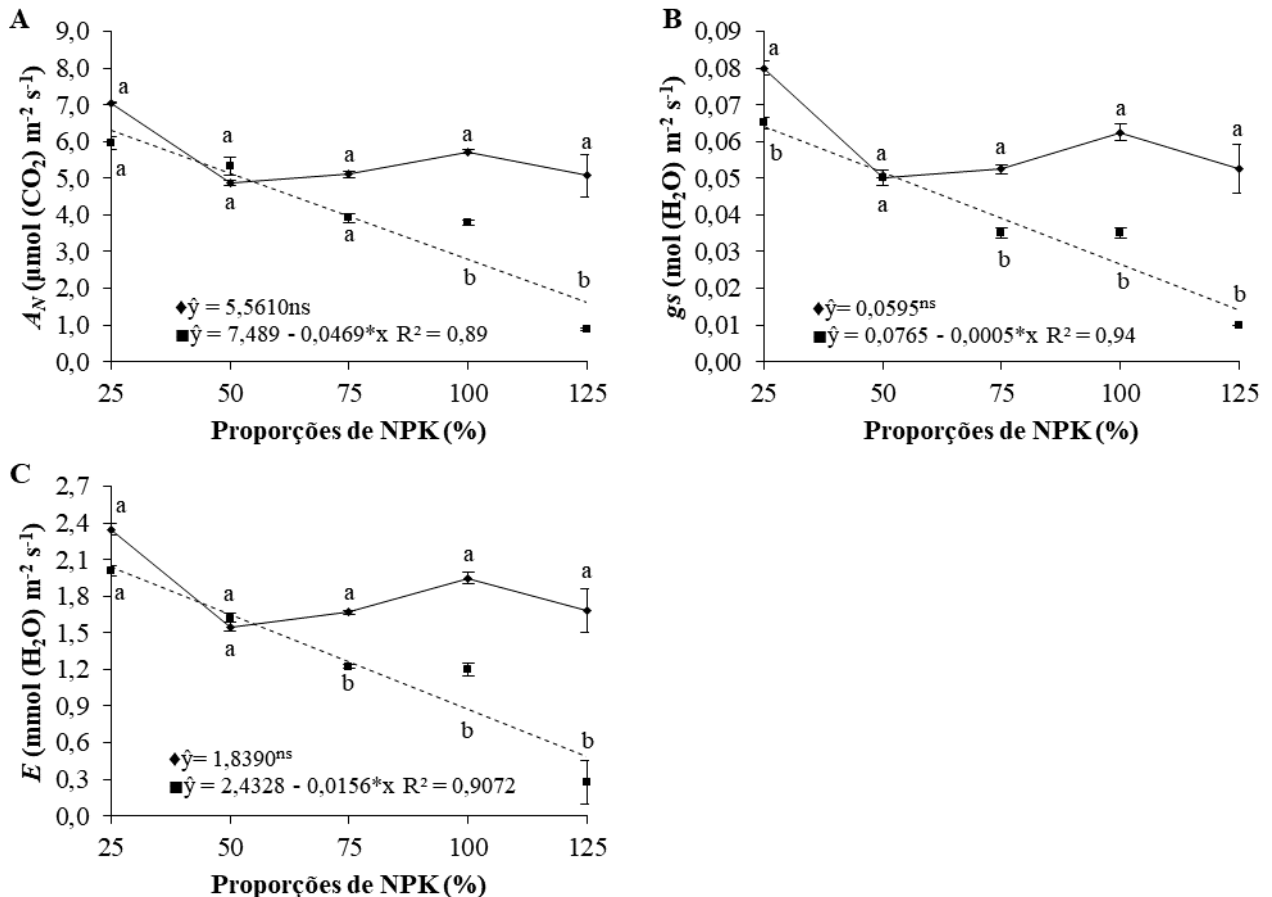 A
9,0
8,0
7,0
6,0
5,0
4,0
3,0
2,0
1,0
0,0
A_N (µmol (CO₂) m⁻² s⁻¹)
a
a
a
a
a
a
a
b
a
b
♦ŷ = 5,5610ns
■ŷ = 7,489 - 0,0469*x R² = 0,89
25 50 75 100 125
Proporções de NPK (%)
B
0,09
0,08
0,07
0,06
0,05
0,04
0,03
0,02
0,01
0,00
gs (mol (H₂O) m⁻² s⁻¹)
a
b
a
a
a
b
a
b
a
b
♦ŷ= 0,0595ⁿˢ
■ŷ = 0,0765 - 0,0005*x R² = 0,94
25 50 75 100 125
Proporções de NPK (%)
C
2,7
2,4
2,1
1,8
1,5
1,2
0,9
0,6
0,3
0,0
E (mmol (H₂O) m⁻² s⁻¹)
a
a
a
a
a
b
a
b
a
b
♦ŷ= 1,8390ⁿˢ
■ŷ = 2,4328 - 0,0156*x R² = 0,9072
25 50 75 100 125
Proporções de NPK (%)